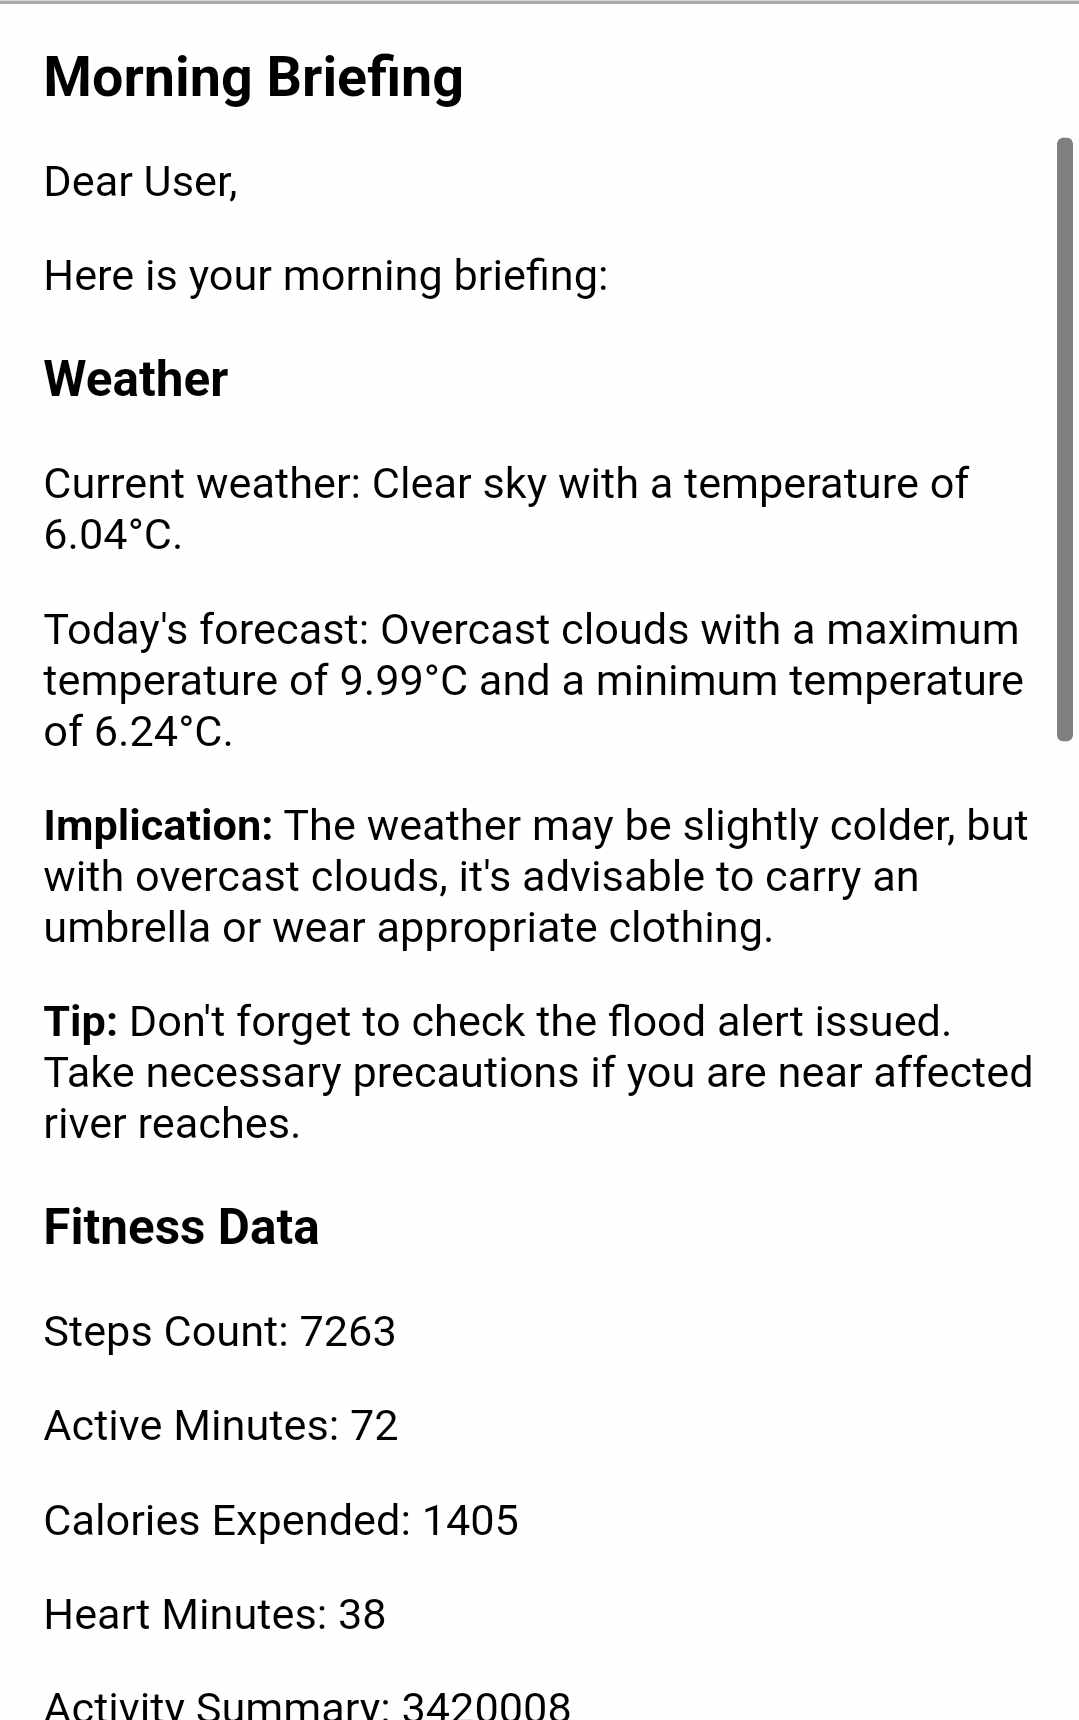 Morning Briefing
Dear User,
Here is your morning briefing:
Weather
Current weather: Clear sky with a temperature of
6.04°C.
Today's forecast: Overcast clouds with a maximum
temperature of 9.99°C and a minimum temperature
of 6.24°C.
Implication: The weather may be slightly colder, but
with overcast clouds, it's advisable to carry an
umbrella or wear appropriate clothing.
Tip: Don't forget to check the flood alert issued.
Take necessary precautions if you are near affected
river reaches.
Fitness Data
Steps Count: 7263
Active Minutes: 72
Calories Expended: 1405
Heart Minutes: 38
Activity Summary: 3420008